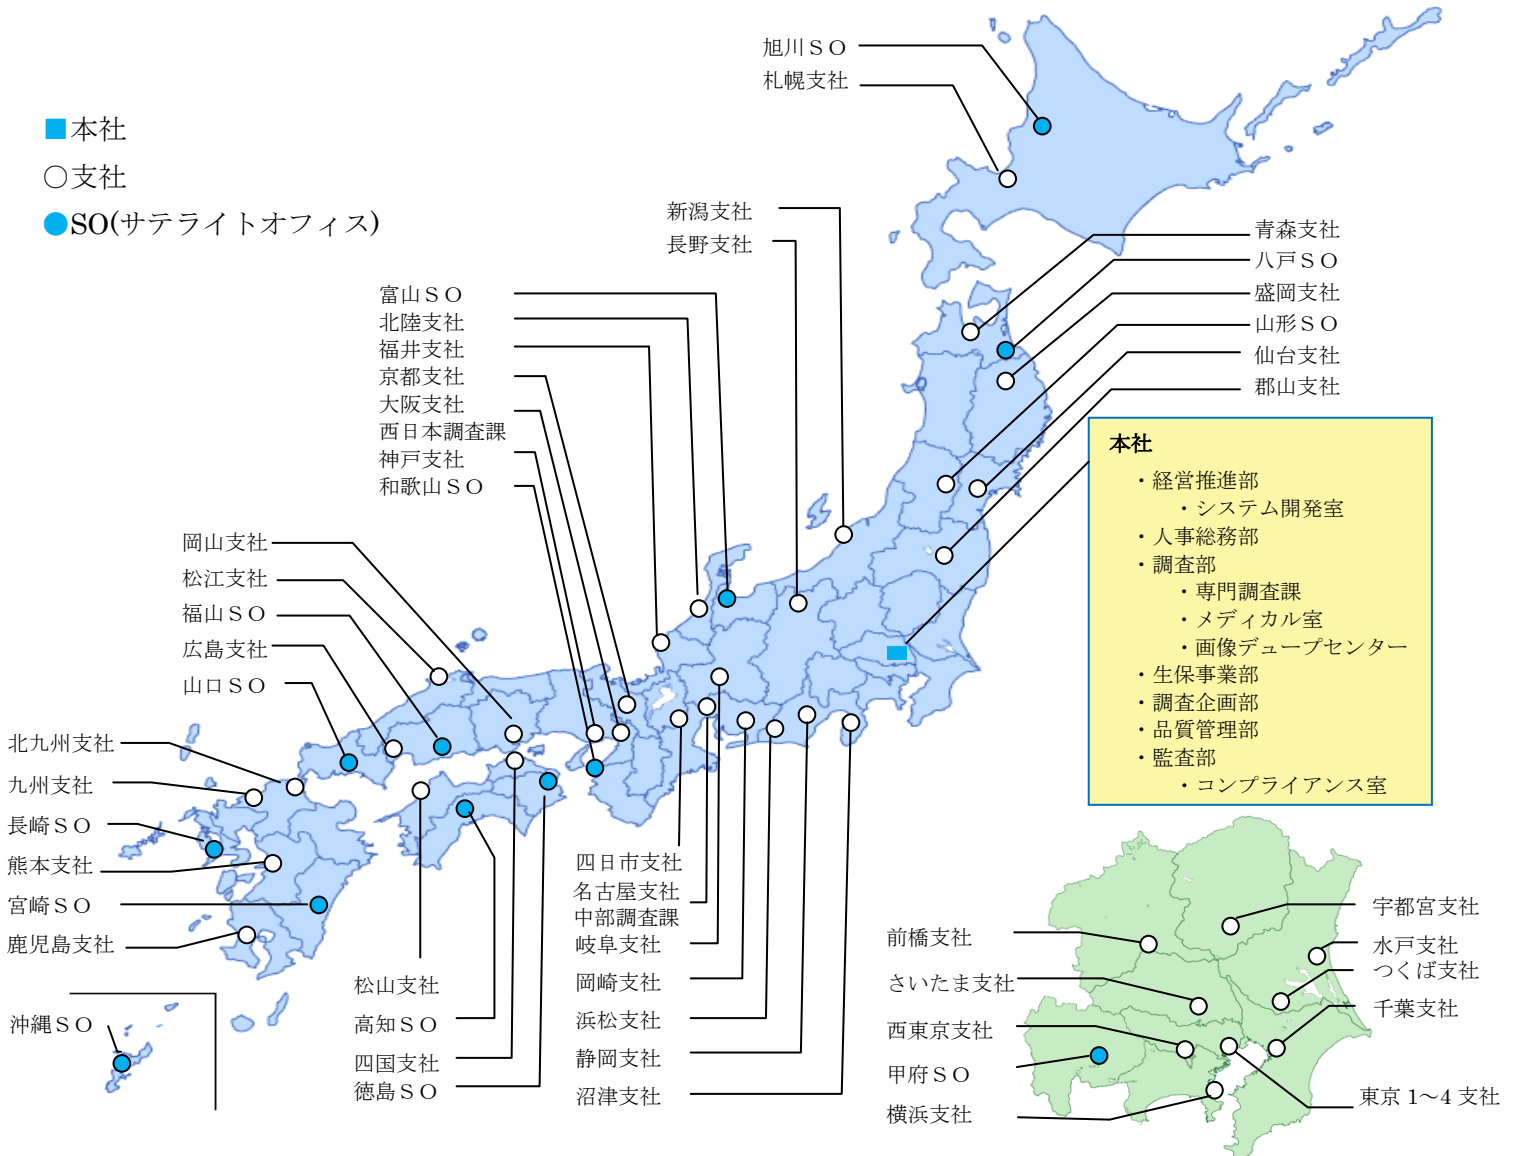 旭川ＳＯ
札幌支社
■本社
○支社
●SO(サテライトオフィス)
新潟支社
長野支社
青森支社
八戸ＳＯ
盛岡支社
山形ＳＯ
仙台支社
郡山支社
富山ＳＯ
北陸支社
福井支社
京都支社
大阪支社
西日本調査課
神戸支社
和歌山ＳＯ
本社
・経営推進部
・システム開発室
・人事総務部
・調査部
・専門調査課
・メディカル室
・画像デュープセンター
・生保事業部
・調査企画部
・品質管理部
・監査部
・コンプライアンス室
岡山支社
松江支社
福山ＳＯ
広島支社
山口ＳＯ
北九州支社
九州支社
長崎ＳＯ
熊本支社
宮崎ＳＯ
鹿児島支社
沖縄ＳＯ
松山支社
高知ＳＯ
四国支社
徳島ＳＯ
四日市支社
名古屋支社
中部調査課
岐阜支社
岡崎支社
浜松支社
静岡支社
沼津支社
前橋支社
さいたま支社
西東京支社
甲府ＳＯ
横浜支社
宇都宮支社
水戸支社
つくば支社
千葉支社
東京 1～4 支社